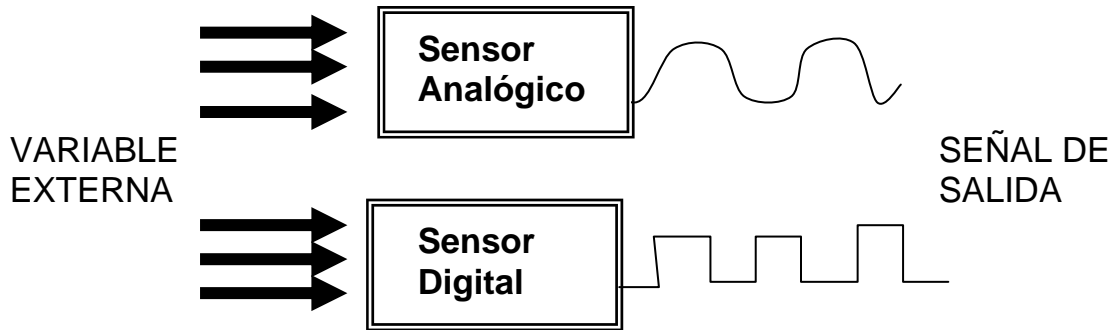 Sensor
Analógico
VARIABLE
EXTERNA
SEÑAL DE
SALIDA
Sensor
Digital